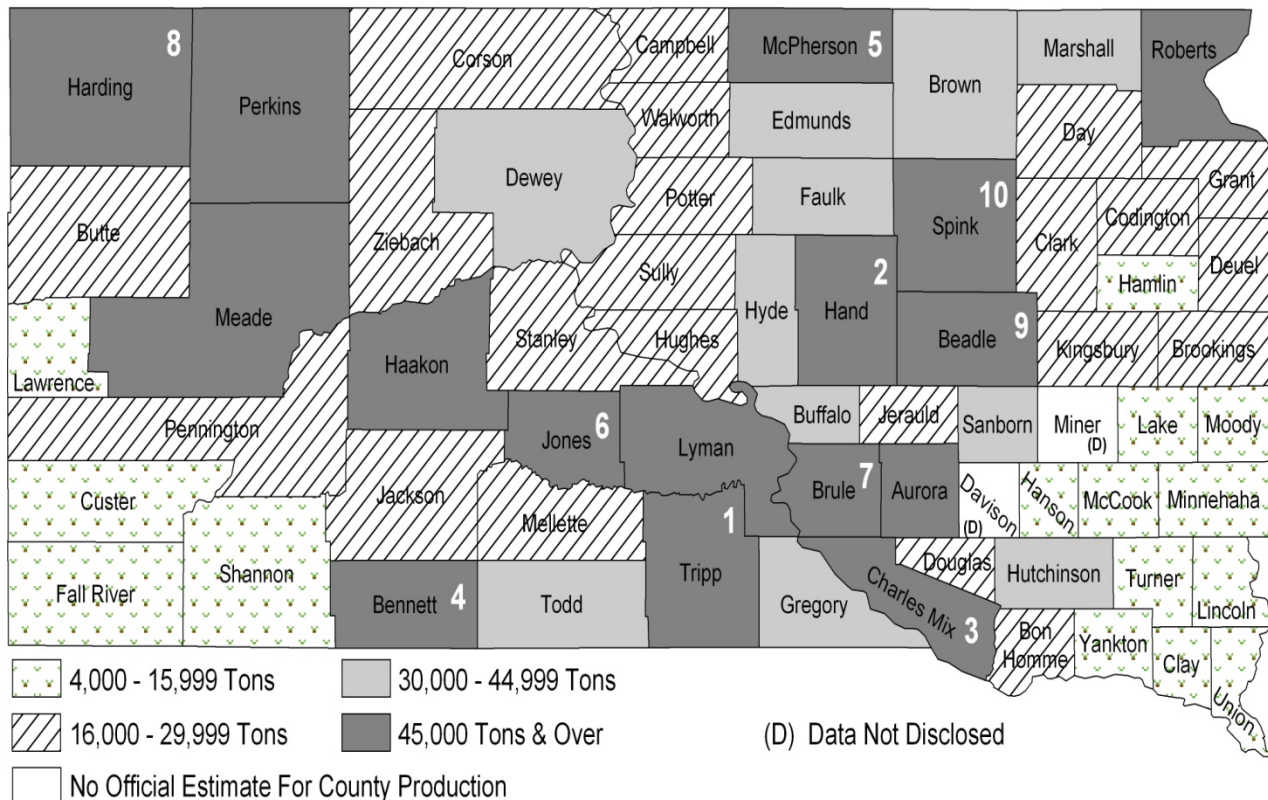 8
Harding
Perkins
Corson
Campbell
McPherson
5
Brown
Marshall
Roberts
Walworth
Edmunds
Day
Dewey
Potter
Faulk
10
Spink
Grant
Codington
Butte
Ziebach
Clark
Deuel
Sully
2
Hamlin
Meade
Hyde
Hand
9
Beadle
Stanley
Hughes
Kingsbury
Brookings
Haakon
Lawrence
Pennington
6
Jones
Lyman
Buffalo
Jerauld
Sanborn
Miner
(D)
Lake
Moody
Custer
Jackson
7
Brule
Aurora
Davison
(D)
Hanson
McCook
Minnehaha
Mellette
1
Tripp
Douglas
Fall River
Shannon
Bennett
4
Todd
Gregory
Charles Mix
3
Hutchinson
Turner
Lincoln
Bon
Homme
Yankton
Clay
Union
4,000 - 15,999 Tons
30,000 - 44,999 Tons
16,000 - 29,999 Tons
45,000 Tons & Over
(D) Data Not Disclosed
No Official Estimate For County Production